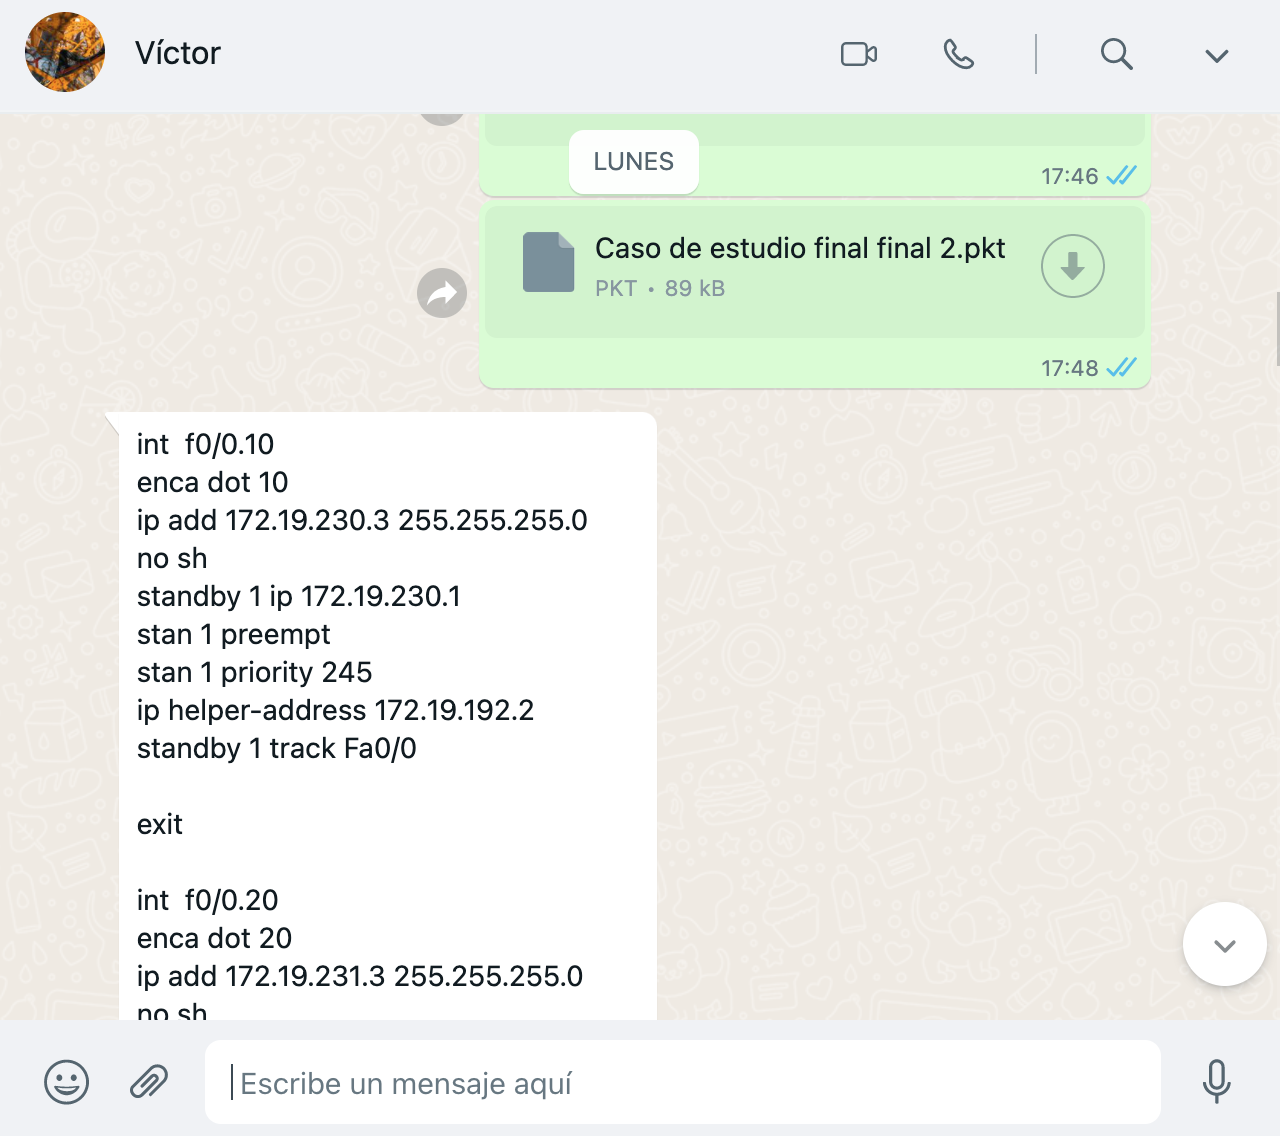 Víctor
LUNES
17:46
Caso de estudio final final 2.pkt
PKT • 89 kB
17:48
int  f0/0.10
enca dot 10
ip add 172.19.230.3 255.255.255.0
no sh
standby 1 ip 172.19.230.1
stan 1 preempt
stan 1 priority 245
ip helper-address 172.19.192.2
standby 1 track Fa0/0
exit
int  f0/0.20
enca dot 20
ip add 172.19.231.3 255.255.255.0
no sh
Escribe un mensaje aquí